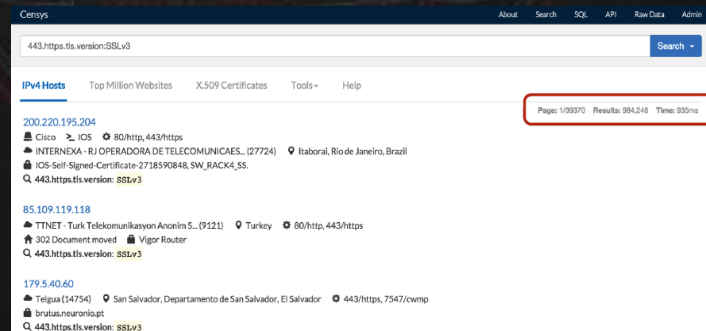 Censys About Search SQL API Raw Data Admin
443.https.tls.version:SSLv3 Search
IPv4 Hosts Top Million Websites X.509 Certificates Tools Help
Page: 1/39370 Results: 984,248 Time: 935ms
200.220.195.204
Cisco IOS 80/http, 443/https
INTERNEXA - RJ OPERADORA DE TELECOMUNICAES... (27724) Itaborai, Rio de Janeiro, Brazil
IOS-Self-Signed-Certificate-2718590848, SW_RACK4_SS.
443.https.tls.version: SSLv3
85.109.119.118
TTNET - Turk Telekomunikasyon Anonim S... (9121) Turkey 80/http, 443/https
302 Document moved Vigor Router
443.https.tls.version: SSLv3
179.5.40.60
Telgua (14754) San Salvador, Departamento de San Salvador, El Salvador 443/https, 7547/cwmp
brutus.neuronio.pt
443.https.tls.version: SSLv3